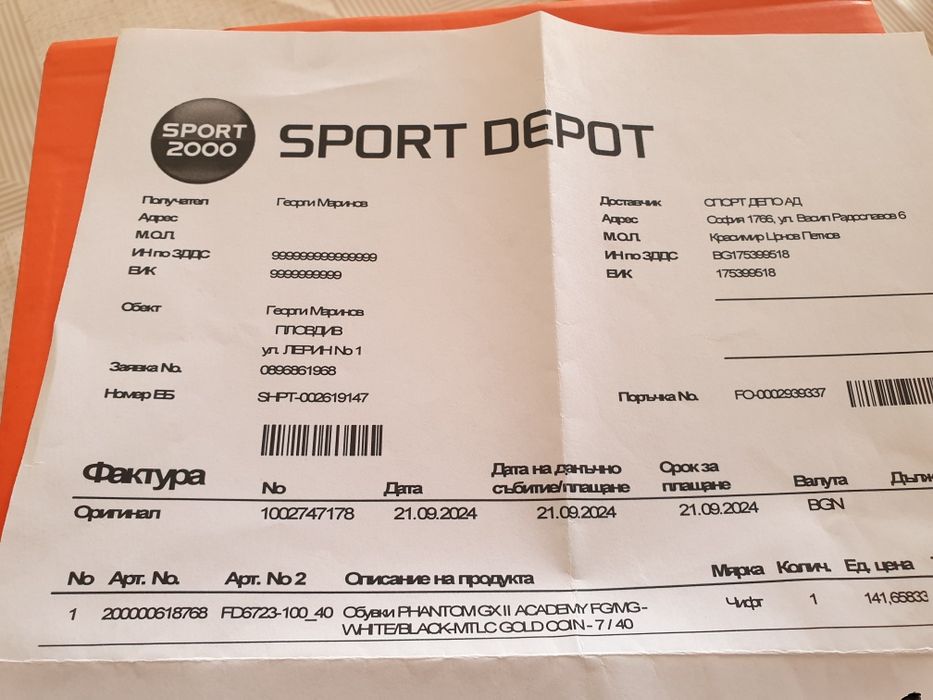 SPORT 2000
SPORT DEPOT
Получател Георги Маринов
Адрес
М.О.Л.
ИН по ЗДДС 999999999999999
ЕИК 9999999999
Доставчик СПОРТ ДЕПО АД
Адрес София 1766, ул. Васил Радославов 6
М.О.Л. Красимир Цонов Петков
ИН по ЗДДС BG175399518
ЕИК 175399518
Обект Георги Маринов
ПЛОВДИВ
ул. ЛЕРИН No 1
Заявка No. 0896861968
Номер ЕБ SHPT-002619147
Поръчка No. FO-0002939337
Фактура No Дата Дата на данъчно събитие/плащане Срок за плащане Валута
Оригинал 1002747178 21.09.2024 21.09.2024 21.09.2024 BGN
No Арт. No. Арт. No 2 Описание на продукта Мярка Колич. Ед. цена
1 200000618768 FD6723-100_40 Обувки PHANTOM GX II ACADEMY FG/MG - Чифт 1 141,65833
WHITE/BLACK-MTLC GOLD COIN - 7 / 40